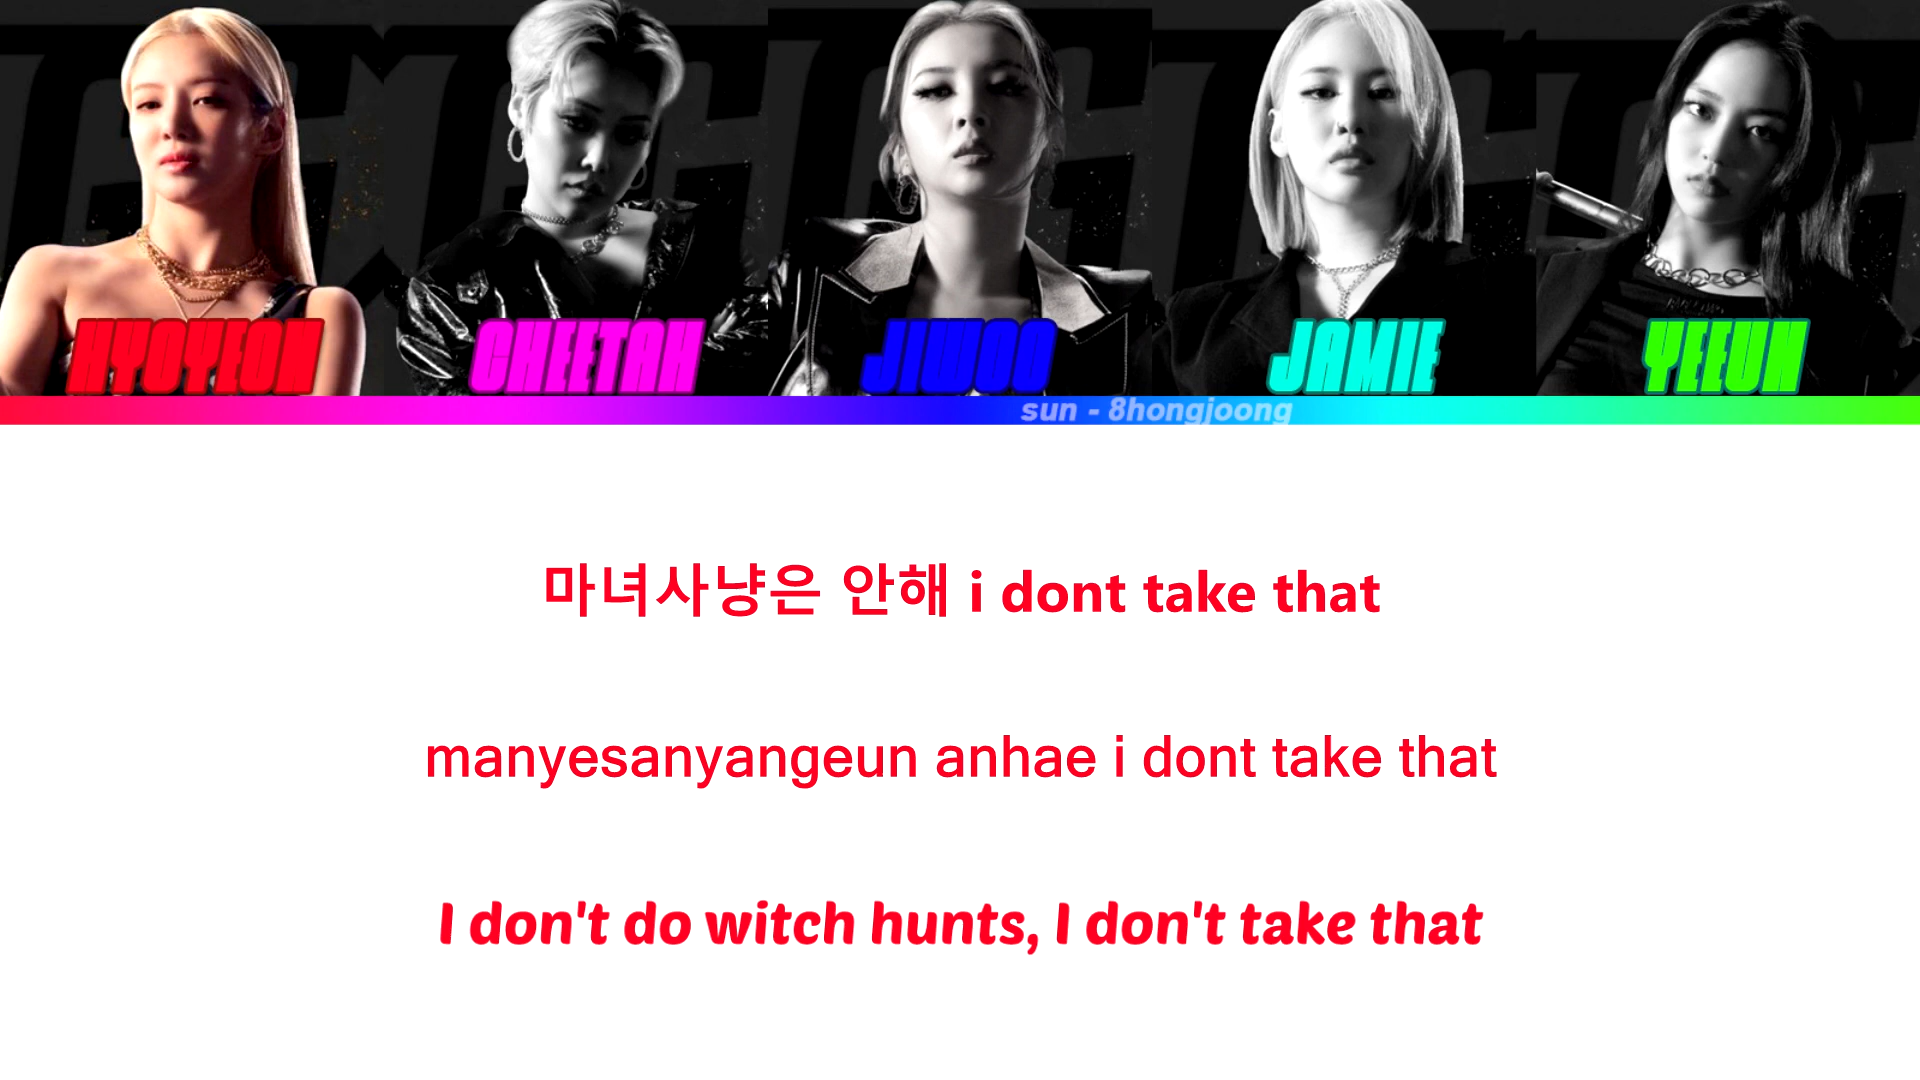 HYOYEON CHEETAH JIWOO JAMIE YEEUN
sun - 8hongjoong
마녀사냥은 안해 i dont take that
manyesanyangeun anhae i dont take that
I don't do witch hunts, I don't take that